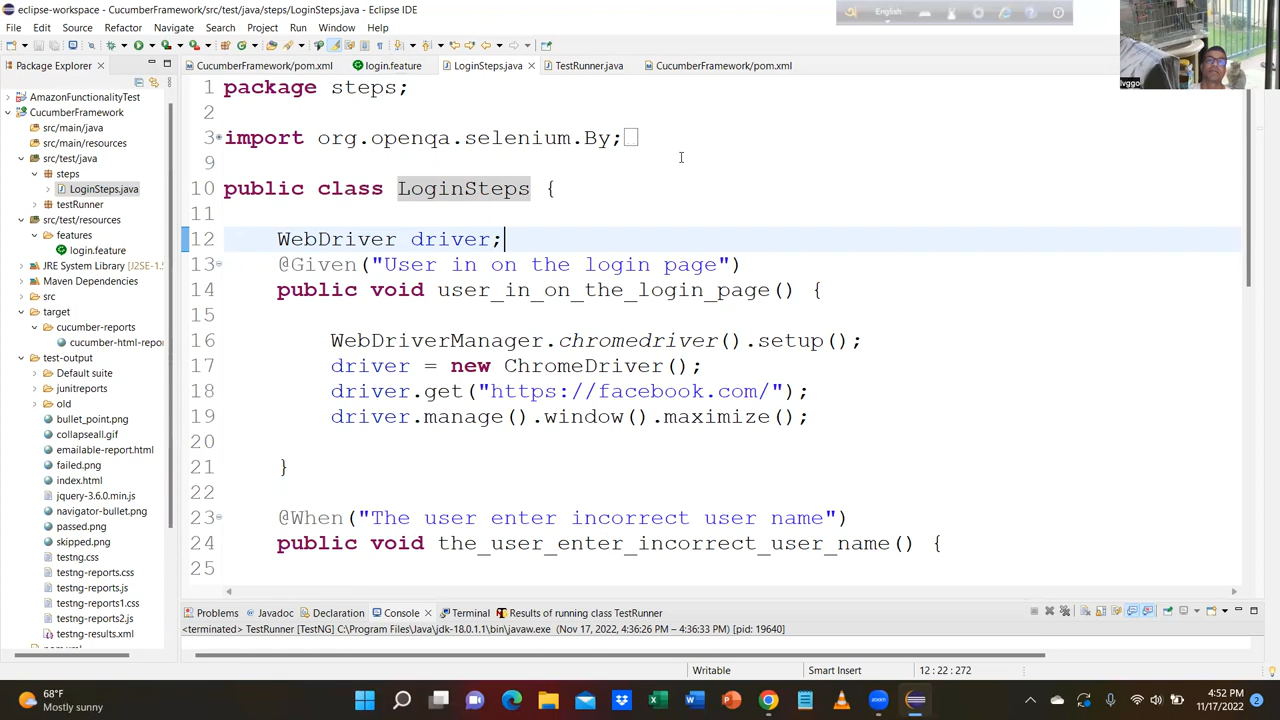 eclipse-workspace - CucumberFramework/src/test/java/steps/LoginSteps.java - Eclipse IDE
English
File Edit Source Refactor Navigate Search Project Run Window Help
Package Explorer
CucumberFramework/pom.xml login.feature LoginSteps.java TestRunner.java CucumberFramework/pom.xml
lvggo
AmazonFunctionalityTest
CucumberFramework
src/main/java
src/main/resources
src/test/java
steps
LoginSteps.java
testRunner
src/test/resources
features
login.feature
JRE System Library [J2SE-1.5
Maven Dependencies
src
target
cucumber-reports
cucumber-html-repor
test-output
Default suite
junitreports
old
bullet_point.png
collapseall.gif
emailable-report.html
failed.png
index.html
jquery-3.6.0.min.js
navigator-bullet.png
passed.png
skipped.png
testng.css
testng-reports.css
testng-reports.js
testng-reports1.css
testng-reports2.js
testng-results.xml
1 package steps;
2
3 import org.openqa.selenium.By;
9
10 public class LoginSteps {
11
12 WebDriver driver;
13 @Given("User in on the login page")
14 public void user_in_on_the_login_page() {
15
16 WebDriverManager.chromedriver().setup();
17 driver = new ChromeDriver();
18 driver.get("https://facebook.com/");
19 driver.manage().window().maximize();
20
21 }
22
23 @When("The user enter incorrect user name")
24 public void the_user_enter_incorrect_user_name() {
25
Problems Javadoc Declaration Console Terminal Results of running class TestRunner
<terminated> TestRunner [TestNG] C:\Program Files\Java\jdk-18.0.1.1\bin\javaw.exe (Nov 17, 2022, 4:36:26 PM – 4:36:33 PM) [pid: 19640]
Writable Smart Insert 12 : 22 : 272
68°F
Mostly sunny
4:52 PM
11/17/2022
2